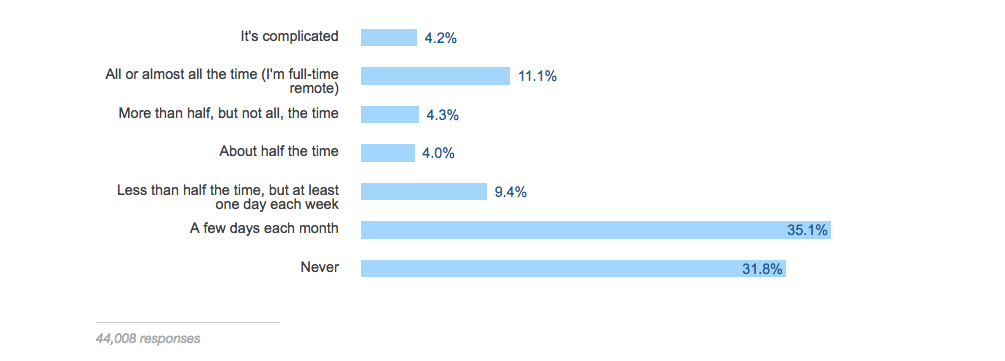 It's complicated
4.2%
All or almost all the time (I'm full-time
remote)
11.1%
More than half, but not all, the time
4.3%
About half the time
4.0%
Less than half the time, but at least
one day each week
9.4%
A few days each month
35.1%
Never
31.8%
44,008 responses